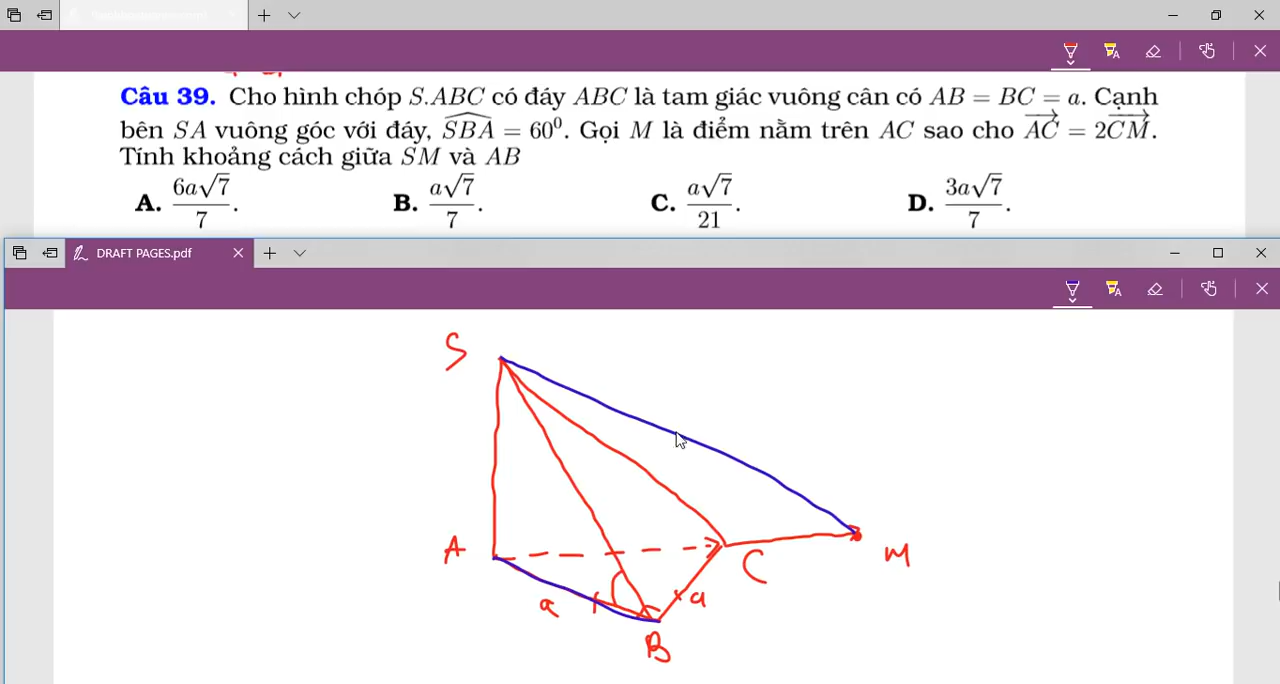 Câu 39. Cho hình chóp S.ABC có đáy ABC là tam giác vuông cân có AB = BC = a. Cạnh
bên SA vuông góc với đáy, $\widehat{SBA}$ = 60⁰. Gọi M là điểm nằm trên AC sao cho $\overrightarrow{AC}$ = 2$\overrightarrow{CM}$.
Tính khoảng cách giữa SM và AB
A. $\frac{6a\sqrt{7}}{7}$. B. $\frac{a\sqrt{7}}{7}$. C. $\frac{a\sqrt{7}}{21}$. D. $\frac{3a\sqrt{7}}{7}$.
DRAFT PAGES.pdf
S
A
C
M
a
a
B